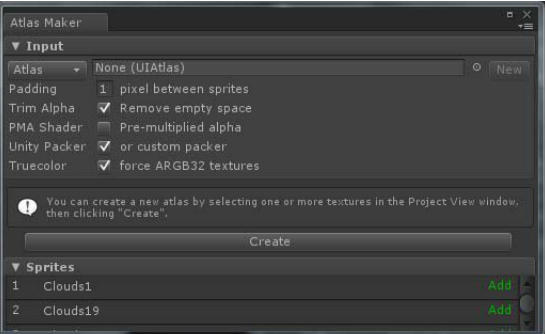 Atlas Maker
▼ Input
Atlas None (UIAtlas) New
Padding 1 pixel between sprites
Trim Alpha Remove empty space
PMA Shader Pre-multiplied alpha
Unity Packer or custom packer
Truecolor force ARGB32 textures
You can create a new atlas by selecting one or more textures in the Project View window,
then clicking "Create".
Create
▼ Sprites
1 Clouds1 Add
2 Clouds19 Add